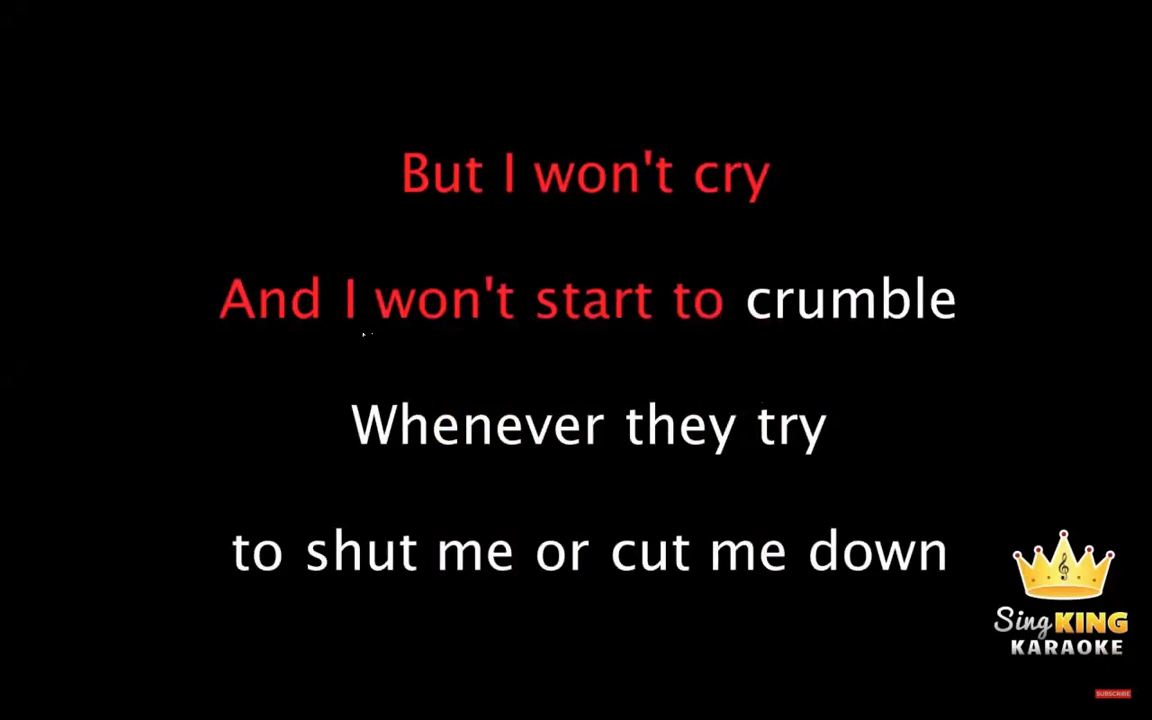 But I won't cry
And I won't start to crumble
Whenever they try
to shut me or cut me down
Sing KING
KARAOKE
SUBSCRIBE